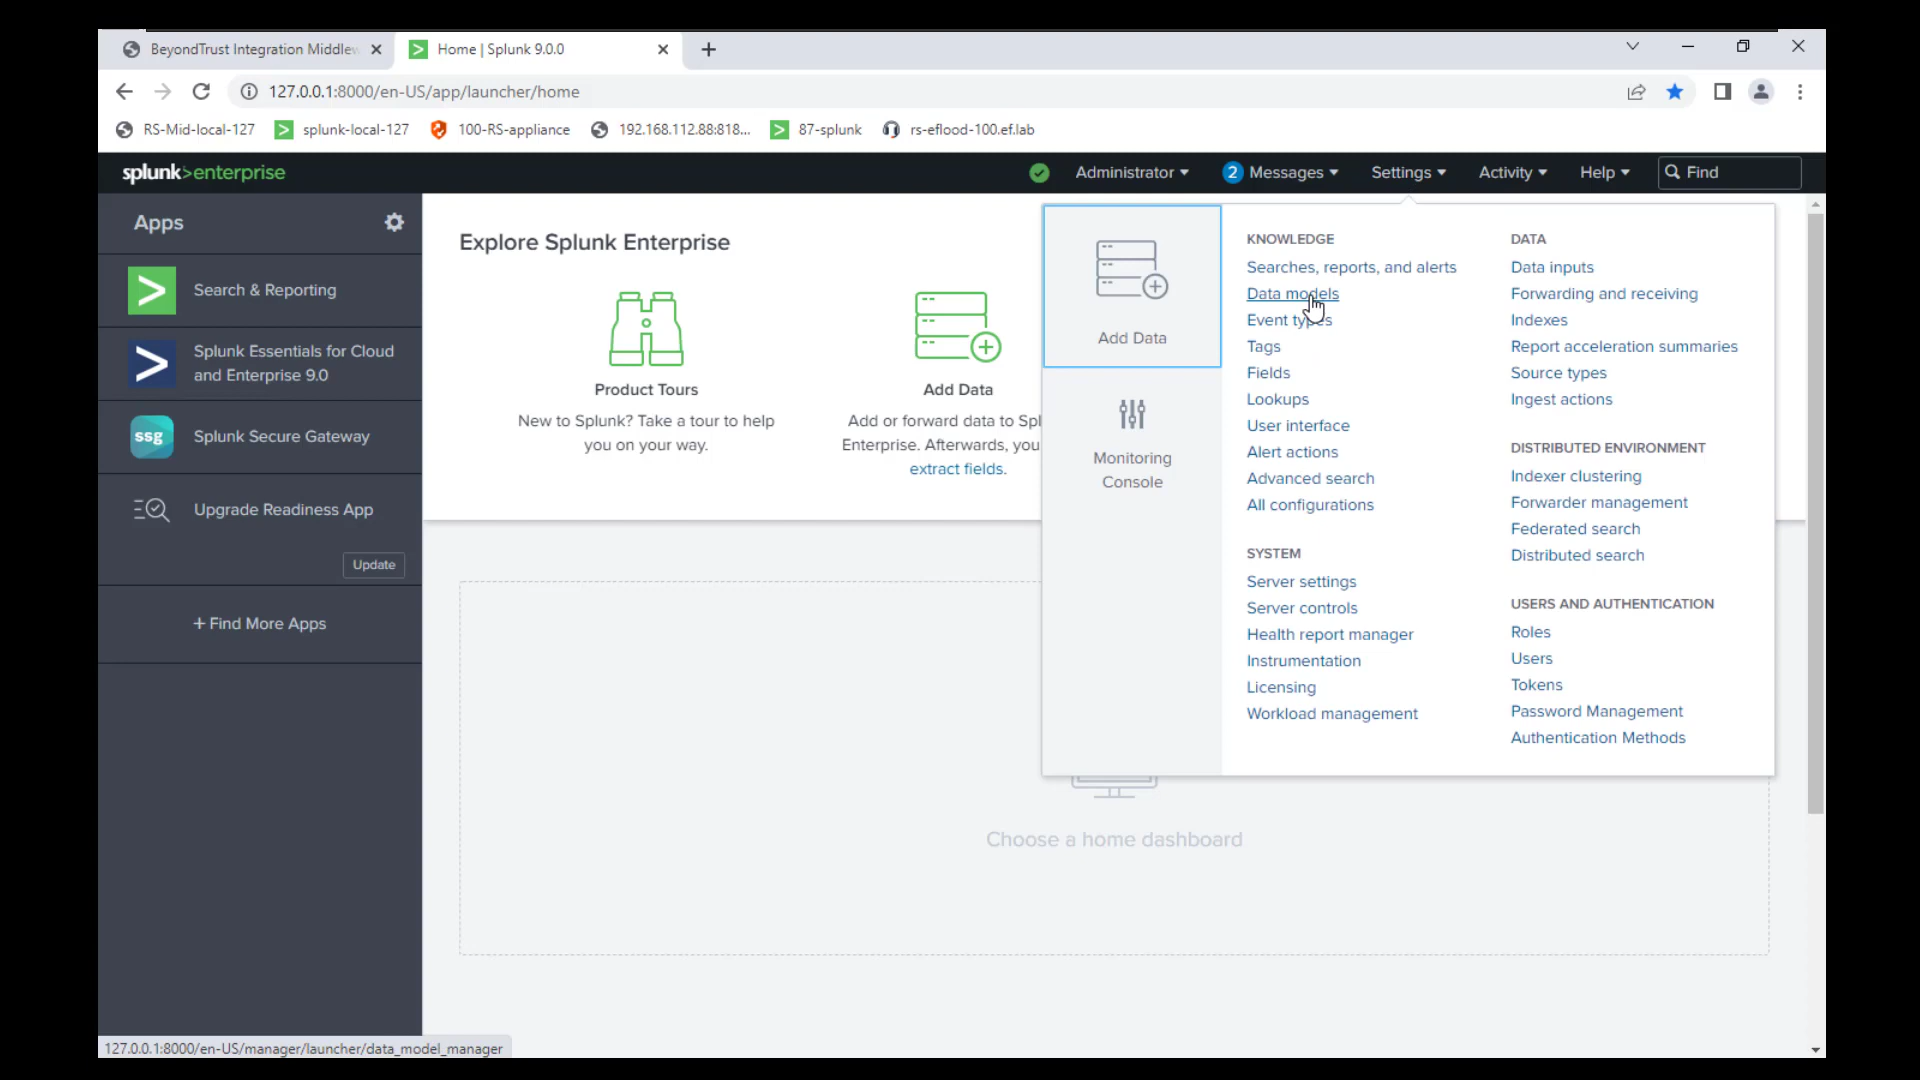 BeyondTrust Integration Middlew
Home | Splunk 9.0.0
127.0.0.1:8000/en-US/app/launcher/home
RS-Mid-local-127
splunk-local-127
100-RS-appliance
192.168.112.88:818...
87-splunk
rs-eflood-100.ef.lab
splunk>enterprise
Administrator
2 Messages
Settings
Activity
Help
Find
Apps
Search & Reporting
Splunk Essentials for Cloud
and Enterprise 9.0
ssg
Splunk Secure Gateway
Upgrade Readiness App
Update
+ Find More Apps
Explore Splunk Enterprise
Product Tours
New to Splunk? Take a tour to help
you on your way.
Add Data
Add or forward data to Spl
Enterprise. Afterwards, you
extract fields.
Choose a home dashboard
Add Data
Monitoring
Console
KNOWLEDGE
Searches, reports, and alerts
Data models
Event types
Tags
Fields
Lookups
User interface
Alert actions
Advanced search
All configurations
SYSTEM
Server settings
Server controls
Health report manager
Instrumentation
Licensing
Workload management
DATA
Data inputs
Forwarding and receiving
Indexes
Report acceleration summaries
Source types
Ingest actions
DISTRIBUTED ENVIRONMENT
Indexer clustering
Forwarder management
Federated search
Distributed search
USERS AND AUTHENTICATION
Roles
Users
Tokens
Password Management
Authentication Methods
127.0.0.1:8000/en-US/manager/launcher/data_model_manager